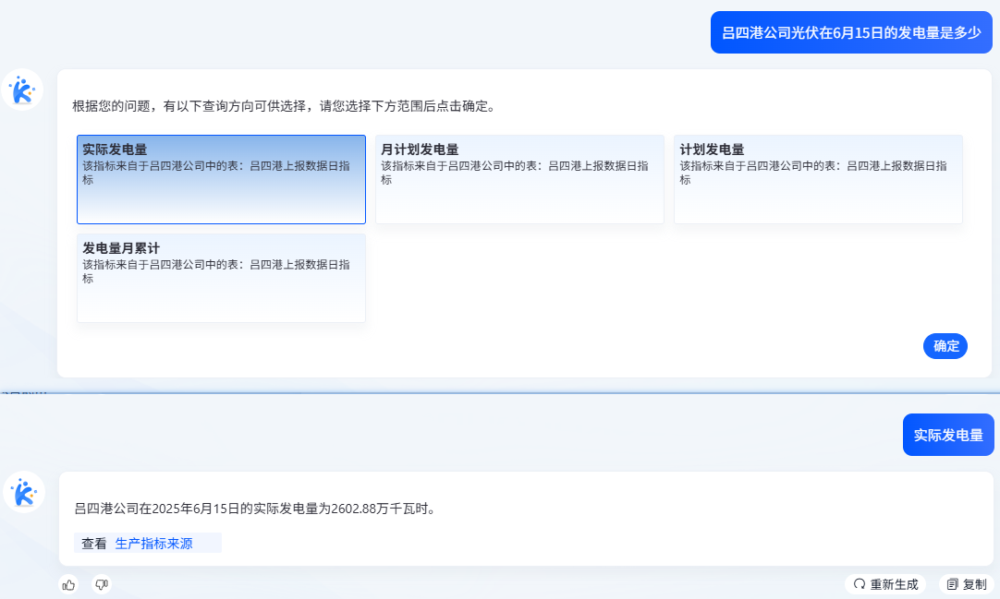 吕四港公司光伏在6月15日的发电量是多少
根据您的问题，有以下查询方向可供选择，请您选择下方范围后点击确定。
实际发电量
该指标来自于吕四港公司中的表：吕四港上报数据日指
标
月计划发电量
该指标来自于吕四港公司中的表：吕四港上报数据日指
标
计划发电量
该指标来自于吕四港公司中的表：吕四港上报数据日指
标
发电量月累计
该指标来自于吕四港公司中的表：吕四港上报数据日指
标
确定
实际发电量
吕四港公司在2025年6月15日的实际发电量为2602.88万千瓦时。
查看 生产指标来源
重新生成 复制